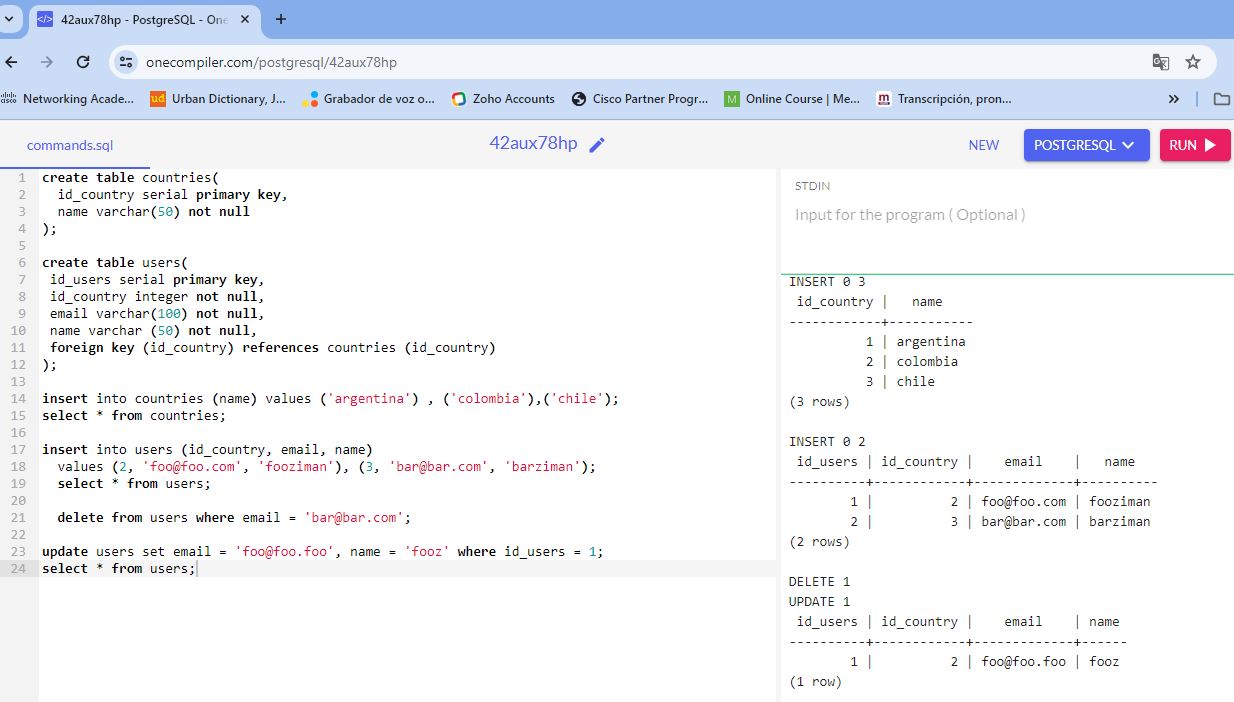 42aux78hp - PostgreSQL - One
onecompiler.com/postgresql/42aux78hp
Networking Acade... Urban Dictionary, J... Grabador de voz o... Zoho Accounts Cisco Partner Progr... Online Course | Me... Transcripción, pron...
commands.sql 42aux78hp NEW POSTGRESQL RUN
1 create table countries(
2   id_country serial primary key,
3   name varchar(50) not null
4 );
5
6 create table users(
7  id_users serial primary key,
8  id_country integer not null,
9  email varchar(100) not null,
10  name varchar (50) not null,
11  foreign key (id_country) references countries (id_country)
12 );
13
14 insert into countries (name) values ('argentina') , ('colombia'),('chile');
15 select * from countries;
16
17 insert into users (id_country, email, name)
18   values (2, 'foo@foo.com', 'fooziman'), (3, 'bar@bar.com', 'barziman');
19   select * from users;
20
21   delete from users where email = 'bar@bar.com';
22
23 update users set email = 'foo@foo.foo', name = 'fooz' where id_users = 1;
24 select * from users;
STDIN
Input for the program ( Optional )
INSERT 0 3
 id_country |   name
------------+-----------
          1 | argentina
          2 | colombia
          3 | chile
(3 rows)
INSERT 0 2
 id_users | id_country |    email    |   name
----------+------------+-------------+----------
        1 |          2 | foo@foo.com | fooziman
        2 |          3 | bar@bar.com | barziman
(2 rows)
DELETE 1
UPDATE 1
 id_users | id_country |    email    | name
----------+------------+-------------+------
        1 |          2 | foo@foo.foo | fooz
(1 row)